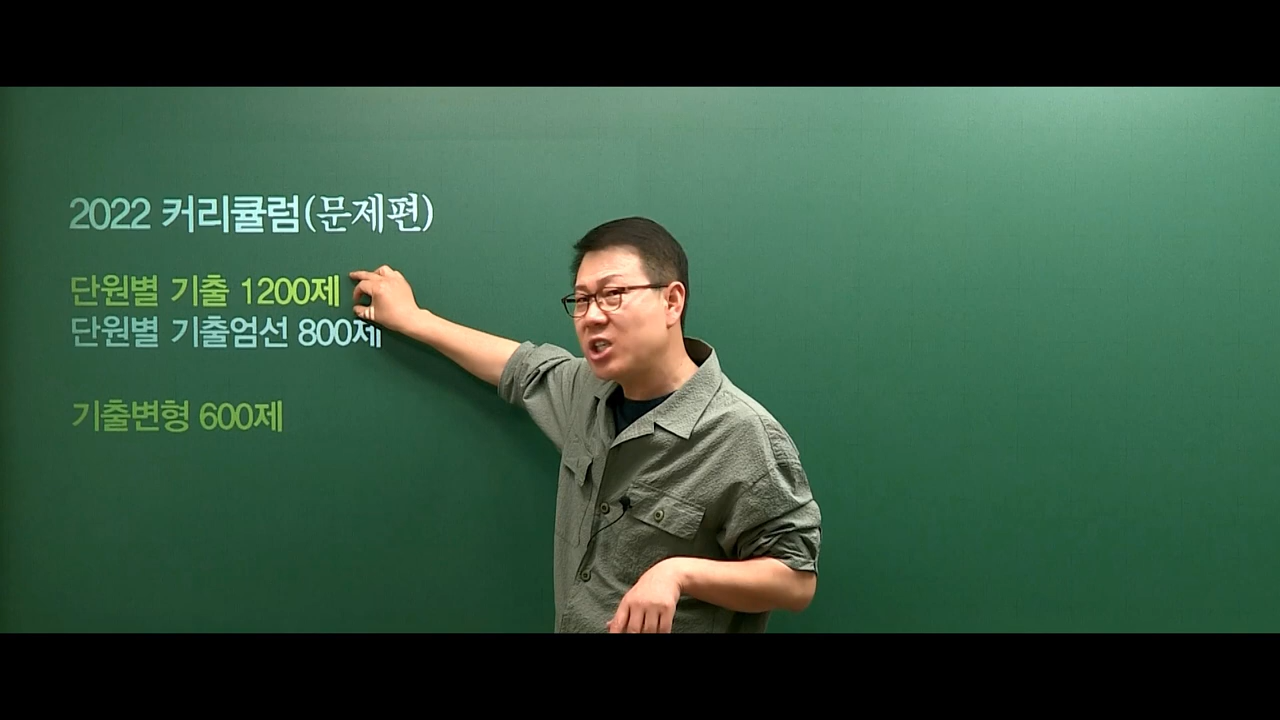 2022 커리큘럼(문제편)
단원별 기출 1200제
단원별 기출엄선 800제
기출변형 600제